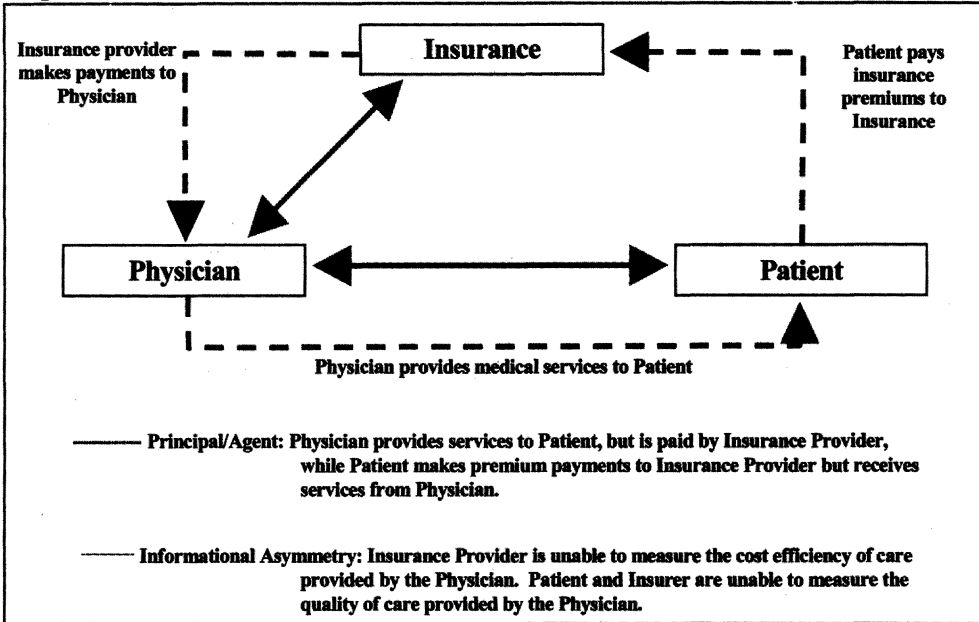 Insurance provider
makes payments to
Physician
Insurance
Patient pays
insurance
premiums to
Insurance
Physician
Patient
Physician provides medical services to Patient
Principal/Agent: Physician provides services to Patient, but is paid by Insurance Provider,
while Patient makes premium payments to Insurance Provider but receives
services from Physician.
Informational Asymmetry: Insurance Provider is unable to measure the cost efficiency of care
provided by the Physician. Patient and Insurer are unable to measure the
quality of care provided by the Physician.